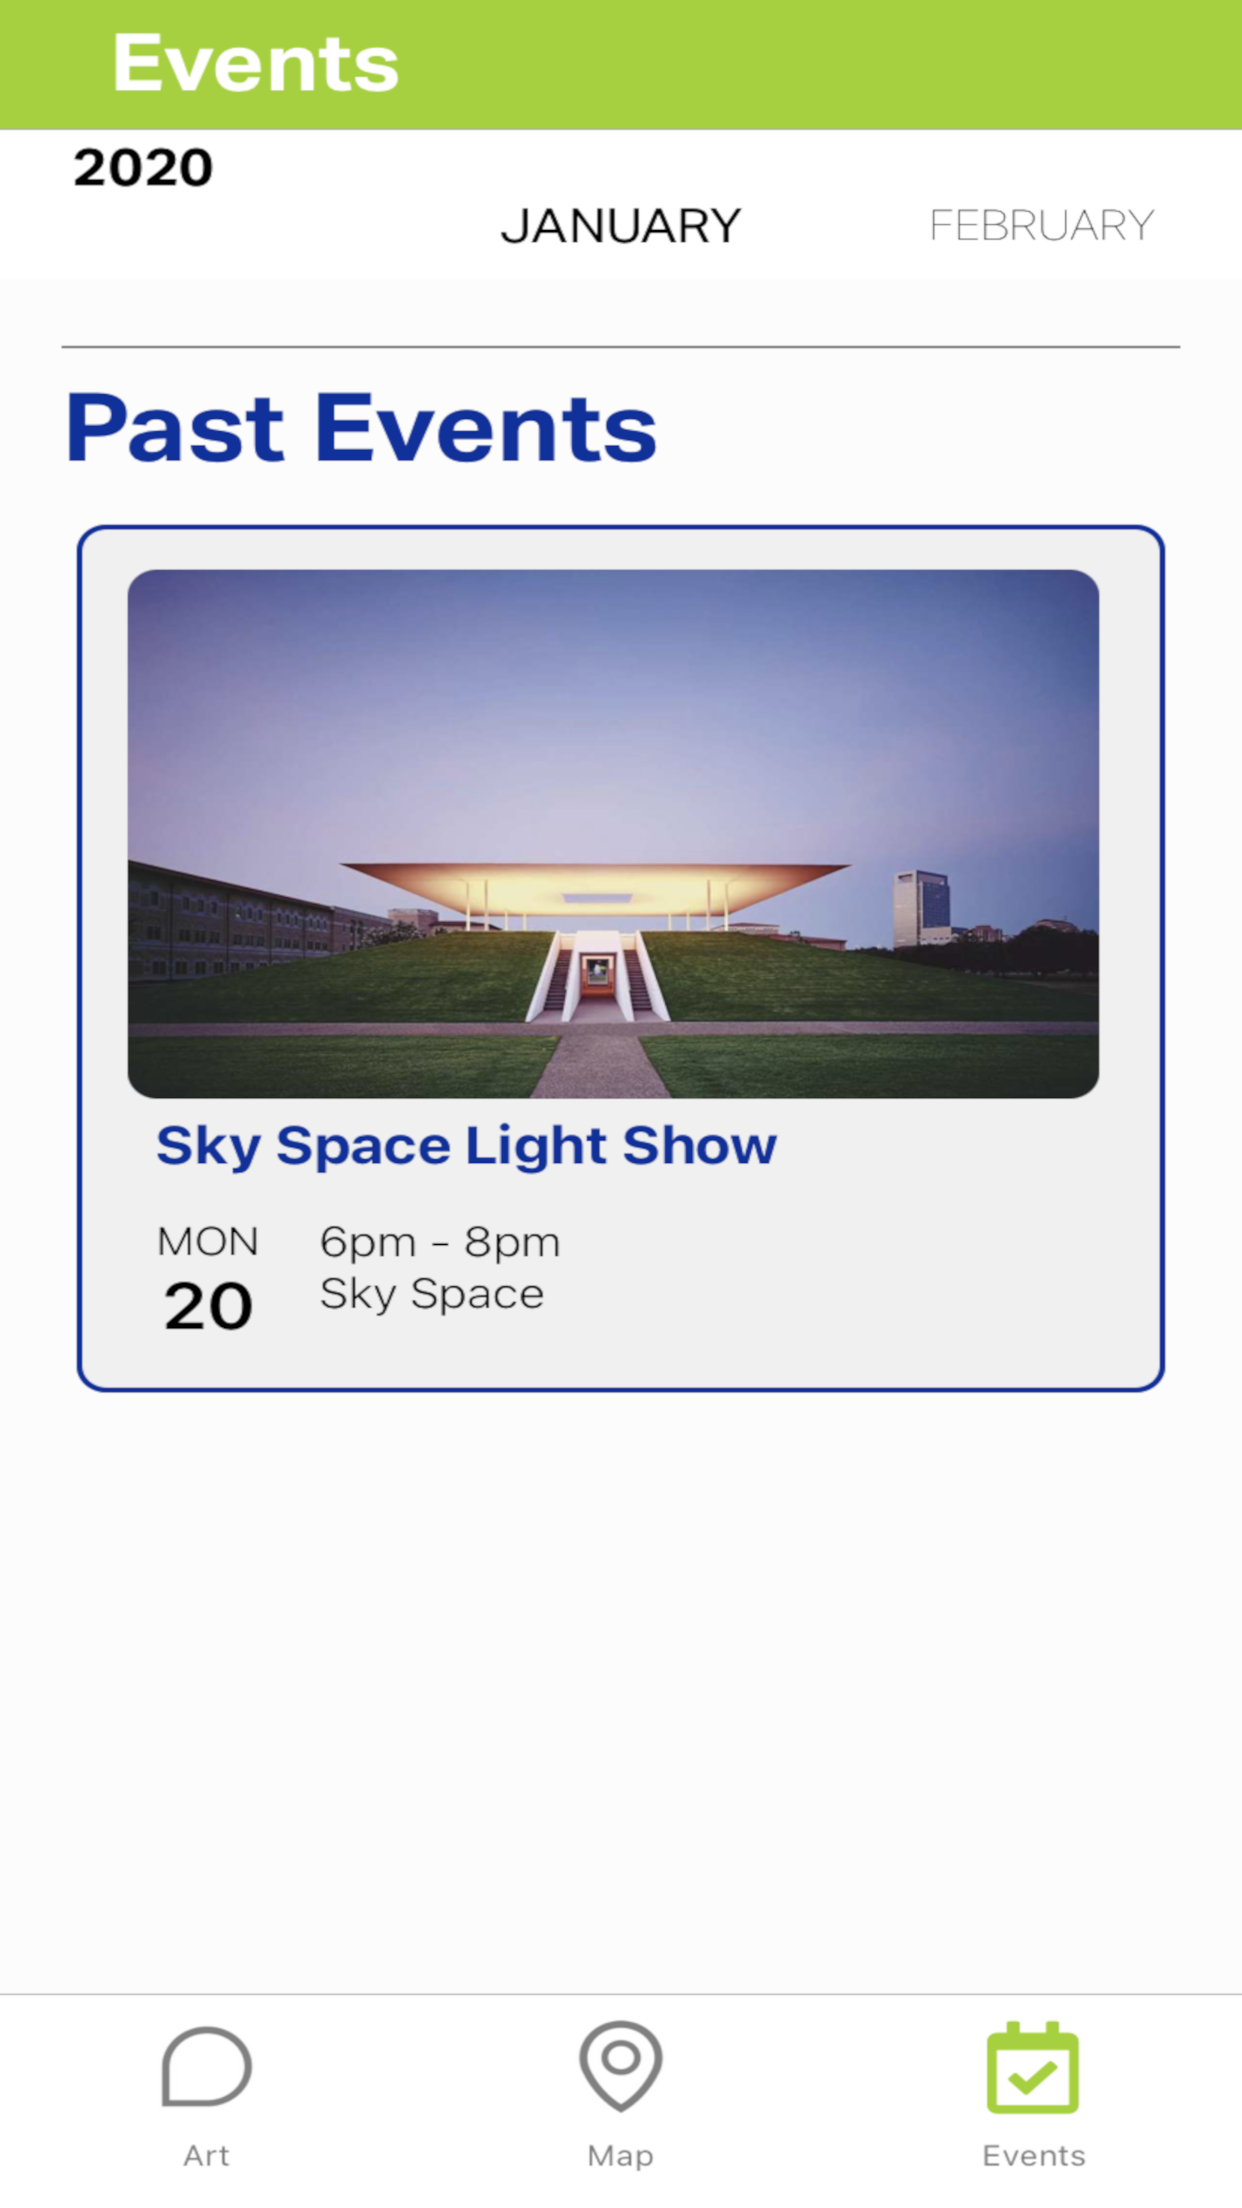 Events
2020
JANUARY FEBRUARY
Past Events
Sky Space Light Show
MON 6pm - 8pm
20 Sky Space
Art Map Events